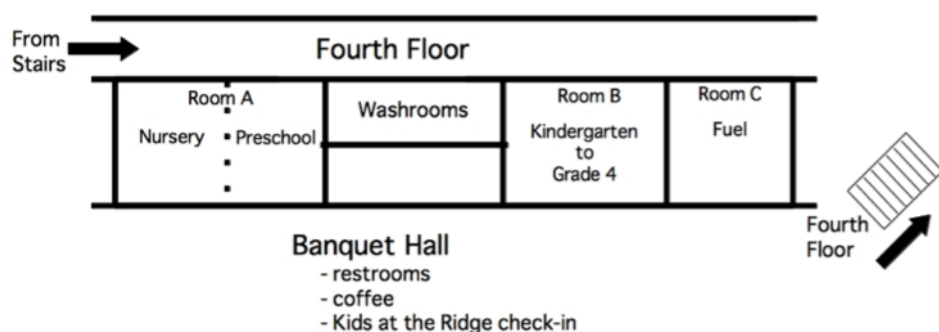 From
Stairs
Fourth Floor
Room A
Nursery
Preschool
Washrooms
Room B
Kindergarten
to
Grade 4
Room C
Fuel
Fourth
Floor
Banquet Hall
- restrooms
- coffee
- Kids at the Ridge check-in